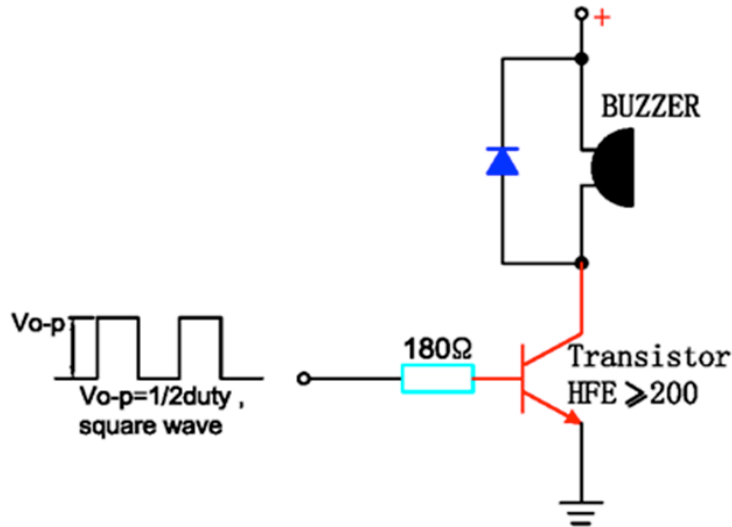 +
BUZZER
Vo-p
180Ω
Transistor
HFE ⩾200
Vo-p=1/2duty ,
square wave